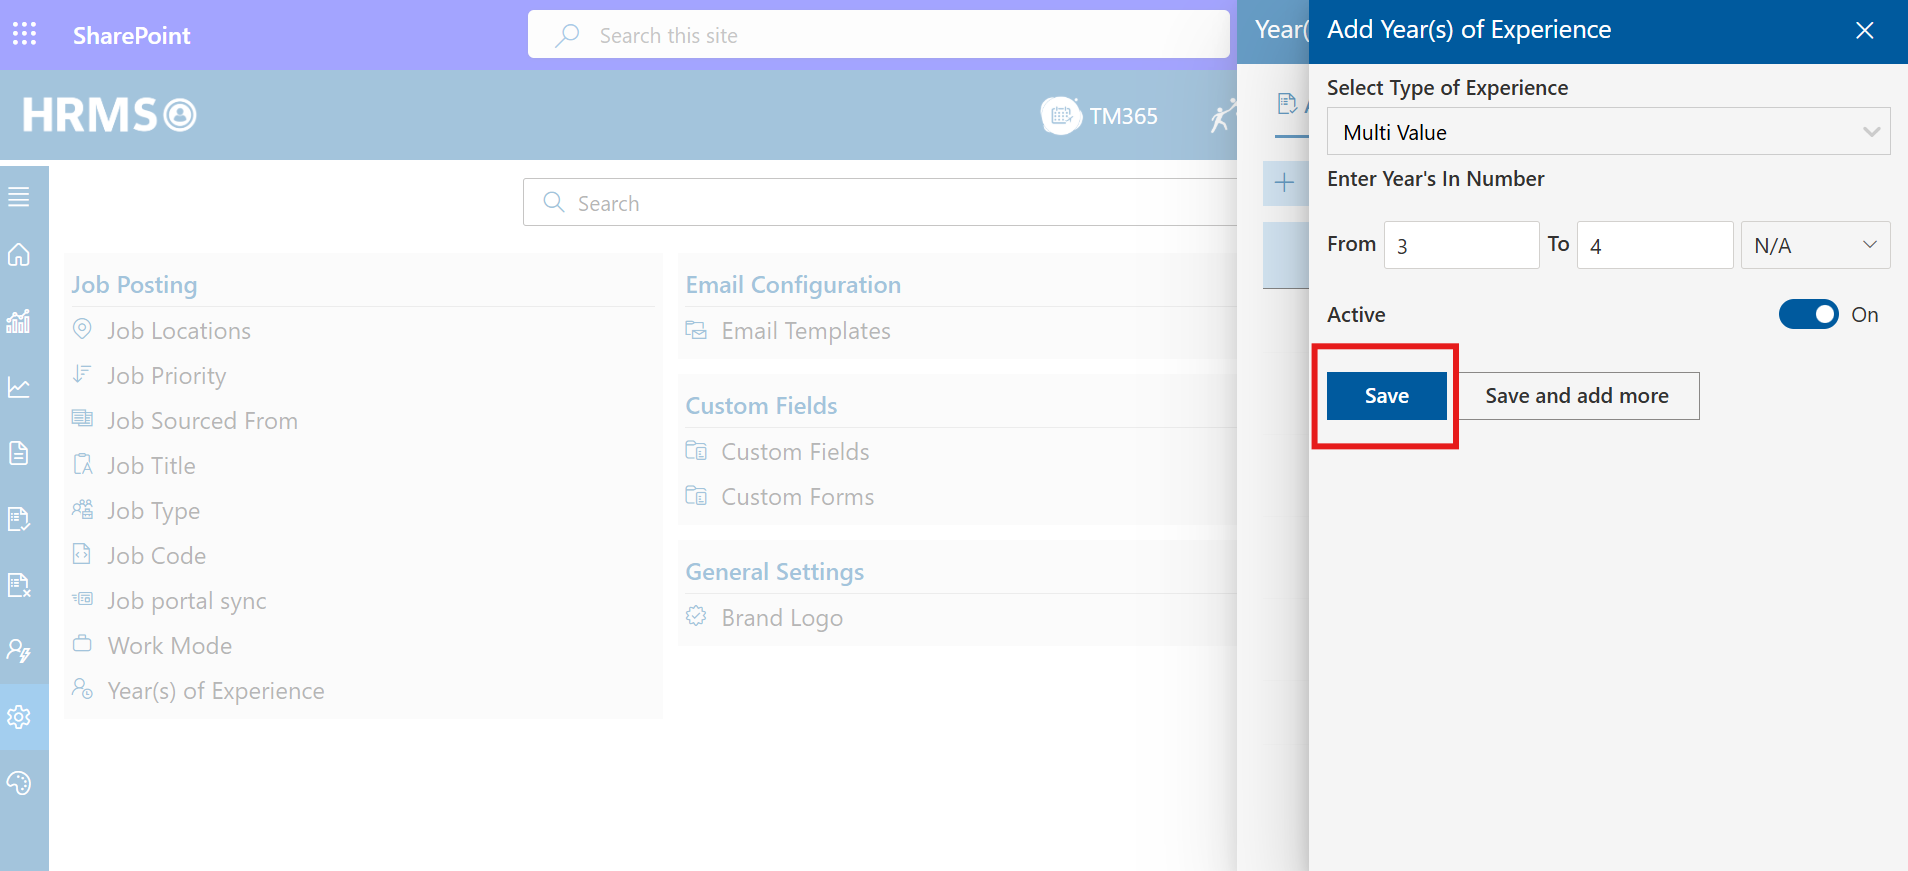 SharePoint
Search this site
HRMS
TM365
Search
Job Posting
Job Locations
Job Priority
Job Sourced From
Job Title
Job Type
Job Code
Job portal sync
Work Mode
Year(s) of Experience
Email Configuration
Email Templates
Custom Fields
Custom Fields
Custom Forms
General Settings
Brand Logo
Year(
A
Add Year(s) of Experience
Select Type of Experience
Multi Value
Enter Year's In Number
From 3 To 4 N/A
Active On
Save Save and add more